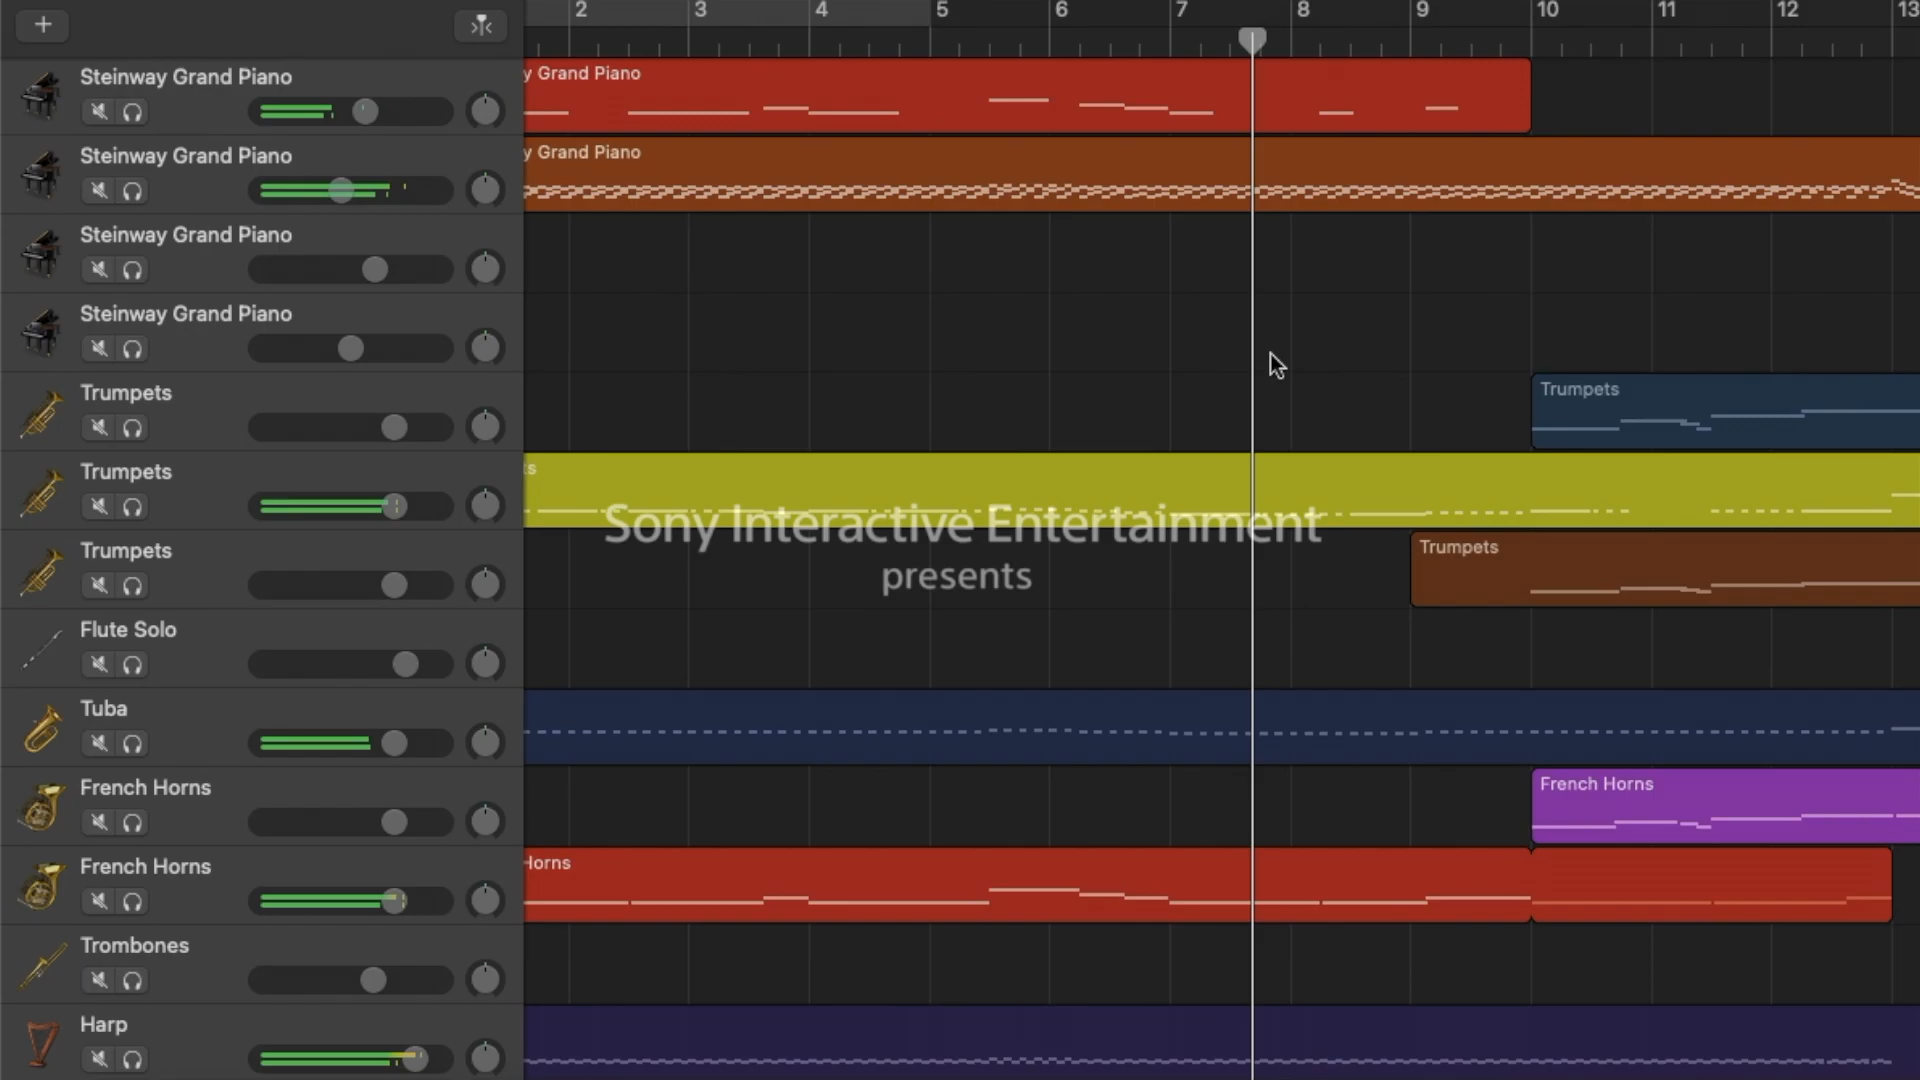 2 3 4 5 6 7 8 9 10 11 12 13
Steinway Grand Piano
y Grand Piano
Steinway Grand Piano
y Grand Piano
Steinway Grand Piano
Steinway Grand Piano
Trumpets
Trumpets
Trumpets
ts
Sony Interactive Entertainment
presents
Trumpets
Trumpets
Flute Solo
Tuba
French Horns
French Horns
French Horns
Horns
Trombones
Harp